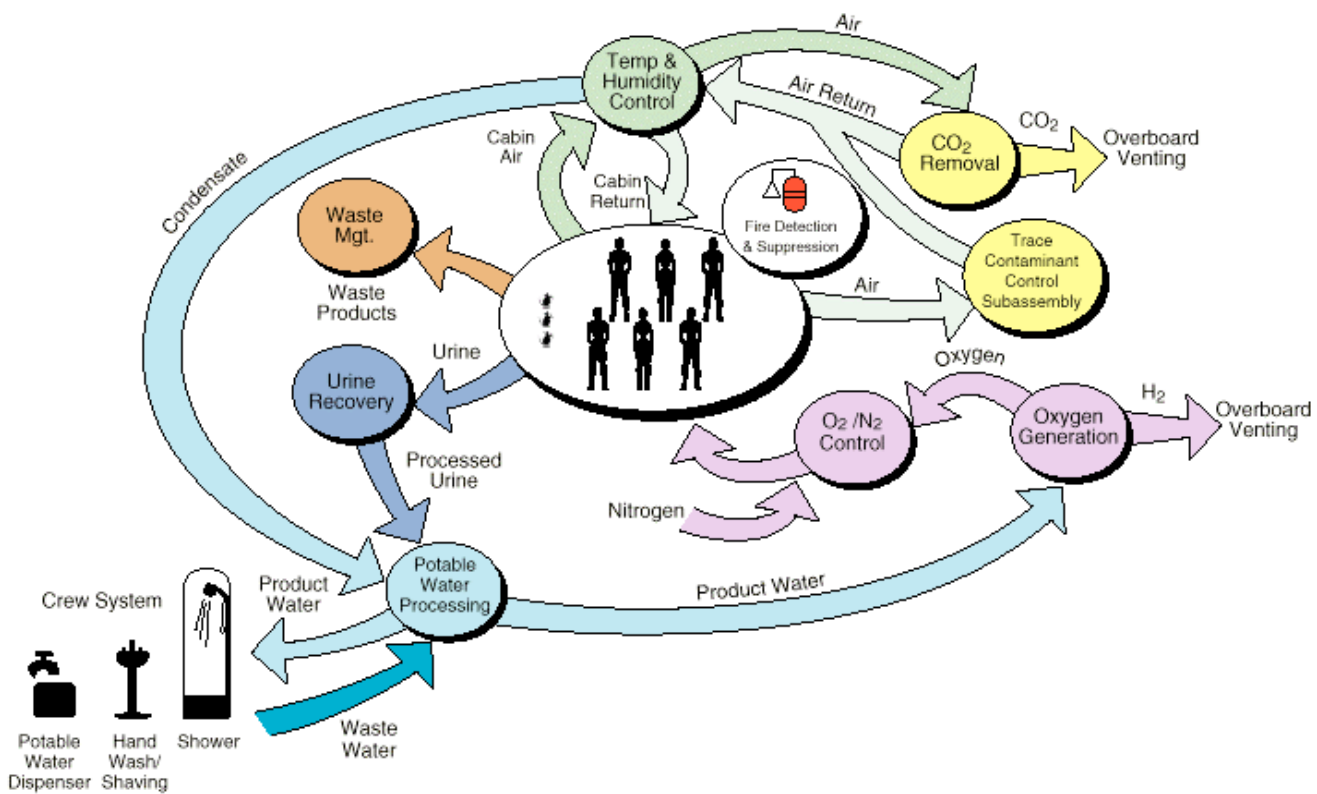 Air
Temp &
Humidity
Control
Air Return
CO2
Overboard
Venting
CO2
Removal
Cabin
Air
Cabin
Return
Condensate
Waste
Mgt.
Fire Detection
& Suppression
Trace
Contaminant
Control
Subassembly
Waste
Products
Air
Urine
Oxygen
Urine
Recovery
H2
Overboard
Venting
O2 /N2
Control
Oxygen
Generation
Processed
Urine
Nitrogen
Potable
Water
Processing
Product Water
Product
Water
Crew System
Waste
Water
Potable
Water
Dispenser
Hand
Wash/
Shaving
Shower